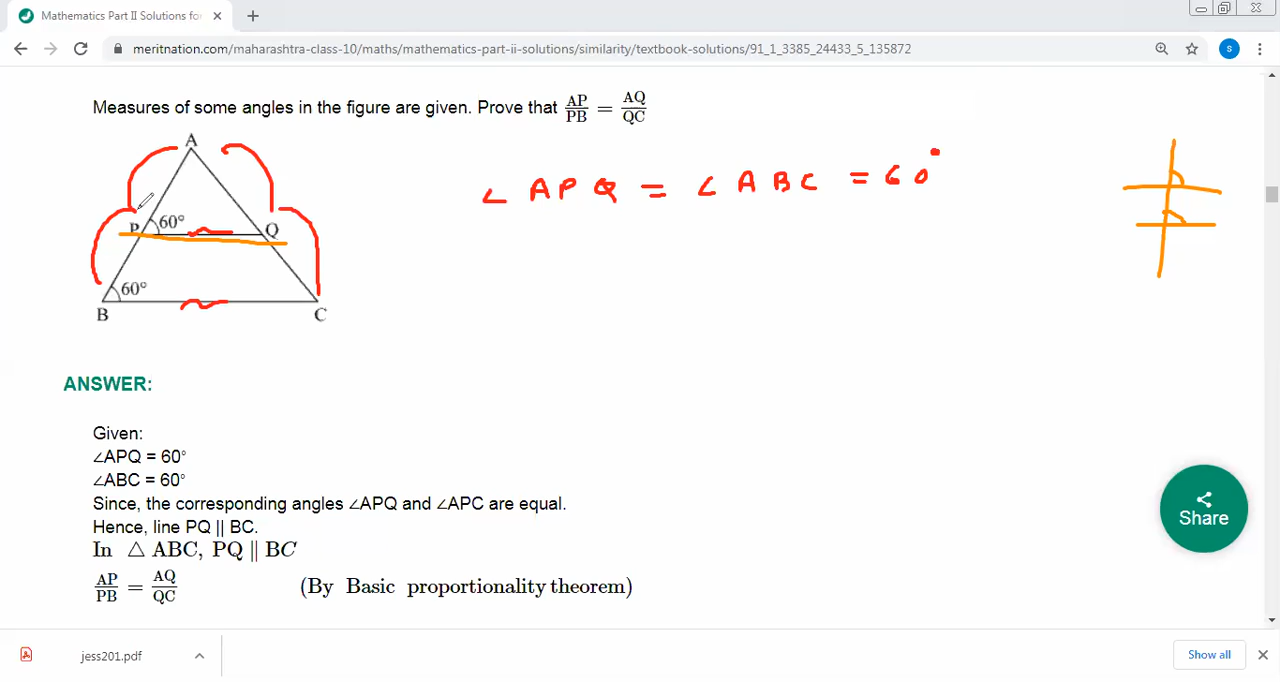 Mathematics Part II Solutions for
meritnation.com/maharashtra-class-10/maths/mathematics-part-ii-solutions/similarity/textbook-solutions/91_1_3385_24433_5_135872
S
Measures of some angles in the figure are given. Prove that AP/PB = AQ/QC
A
∠ APQ = ∠ ABC = 60°
P 60° Q
60°
B C
ANSWER:
Given:
∠APQ = 60°
∠ABC = 60°
Since, the corresponding angles ∠APQ and ∠APC are equal.
Share
Hence, line PQ || BC.
In △ ABC, PQ || BC
AP/PB = AQ/QC (By Basic proportionality theorem)
jess201.pdf
Show all